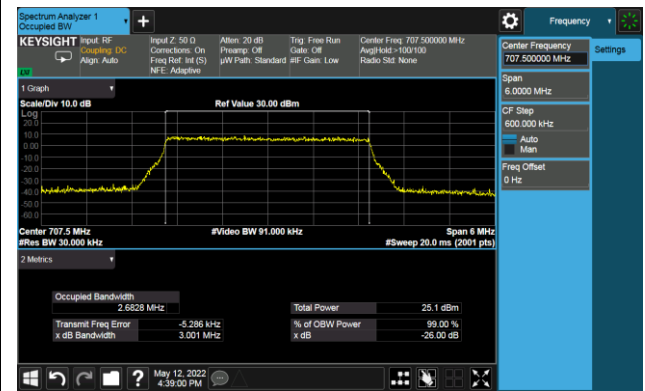 Spectrum Analyzer 1
Occupied BW
Frequency
KEYSIGHT
Input: RF
Coupling: DC
Align: Auto
Input Z: 50 Ω
Corrections: On
Freq Ref: Int (S)
NFE: Adaptive
Atten: 20 dB
Preamp: Off
µW Path: Standard
Trig: Free Run
Gate: Off
#IF Gain: Low
Center Freq: 707.500000 MHz
Avg|Hold:>100/100
Radio Std: None
Center Frequency
707.500000 MHz
Settings
Span
6.0000 MHz
CF Step
600.000 kHz
Auto
Man
Freq Offset
0 Hz
1 Graph
Scale/Div 10.0 dB
Ref Value 30.00 dBm
Log
20.0
10.0
0.00
-10.0
-20.0
-30.0
-40.0
-50.0
-60.0
Center 707.5 MHz
#Video BW 91.000 kHz
Span 6 MHz
#Res BW 30.000 kHz
#Sweep 20.0 ms (2001 pts)
2 Metrics
Occupied Bandwidth
2.6828 MHz
Total Power
25.1 dBm
Transmit Freq Error
-5.286 kHz
% of OBW Power
99.00 %
x dB Bandwidth
3.001 MHz
x dB
-26.00 dB
May 12, 2022
4:39:00 PM